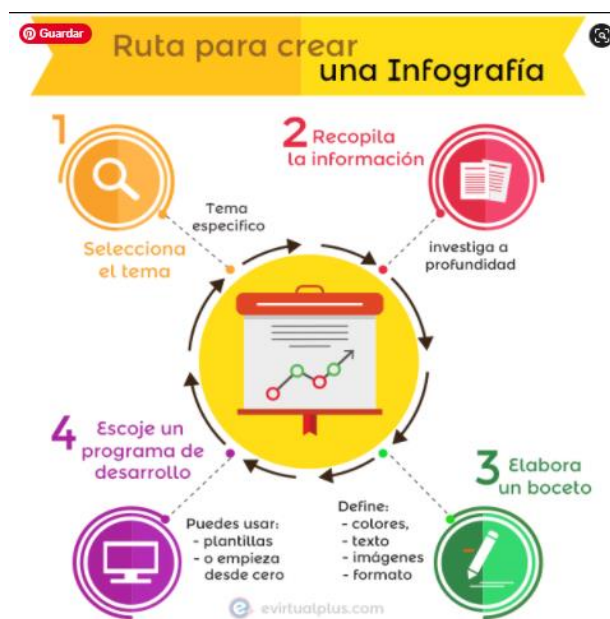 Guardar
Ruta para crear
una Infografía
1
Selecciona
el tema
Tema
especifico
2 Recopila
la información
investiga a
profundidad
3 Elabora
un boceto
Define:
- colores,
- texto
- imágenes
- formato
4 Escoje un
programa de
desarrollo
Puedes usar:
- plantillas
- o empieza
desde cero
evirtualplus.com